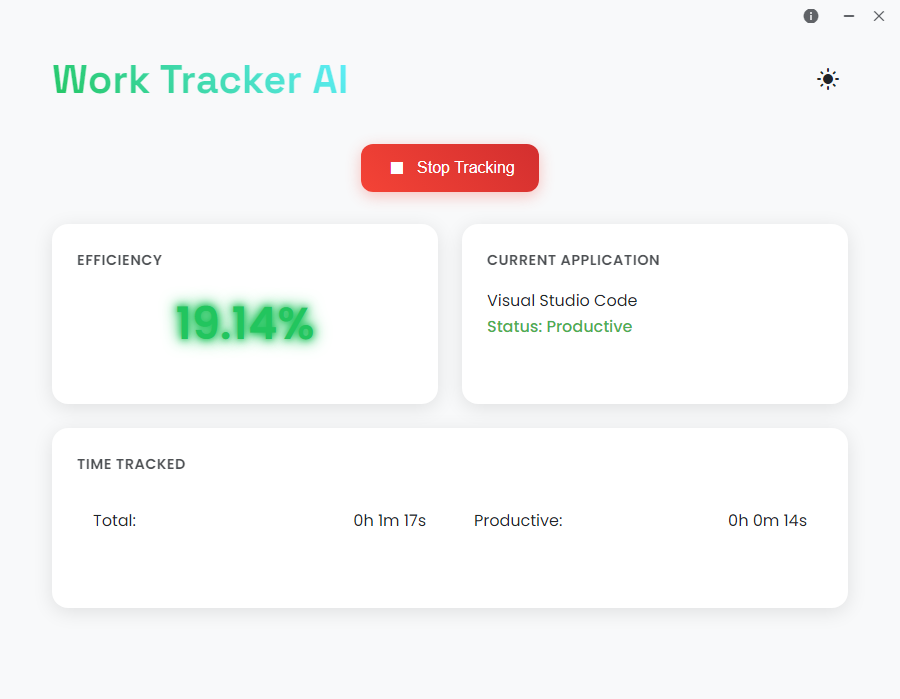 Work Tracker AI
Stop Tracking
EFFICIENCY
19.14%
CURRENT APPLICATION
Visual Studio Code
Status: Productive
TIME TRACKED
Total: 0h 1m 17s Productive: 0h 0m 14s